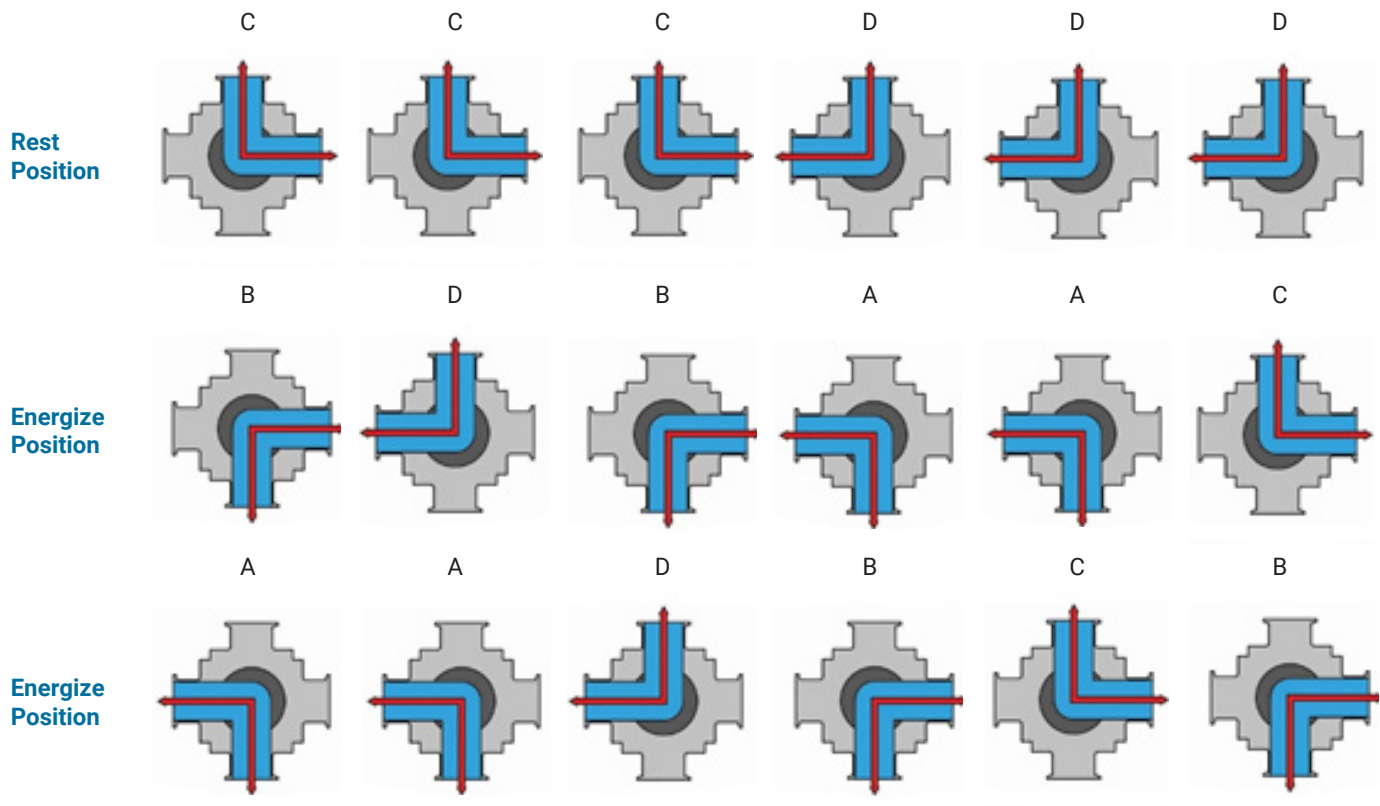 C C C D D D
Rest
Position
B D B A A C
Energize
Position
A A D B C B
Energize
Position